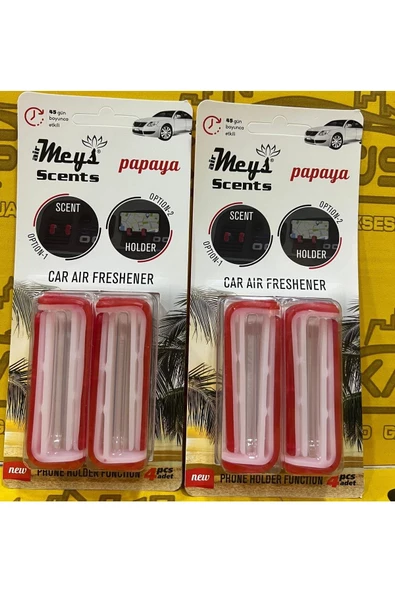 45 gün
boyunca
etkili
air Meys®
Scents
papaya
SCENT
OPTION-1
OPTION-2
HOLDER
CAR AIR FRESHENER
new
PHONE HOLDER FUNCTION
4 pcs
adet
45 gün
boyunca
etkili
air Meys®
Scents
papaya
SCENT
OPTION-1
OPTION-2
HOLDER
CAR AIR FRESHENER
new
PHONE HOLDER FUNCTION
4 pcs
adet